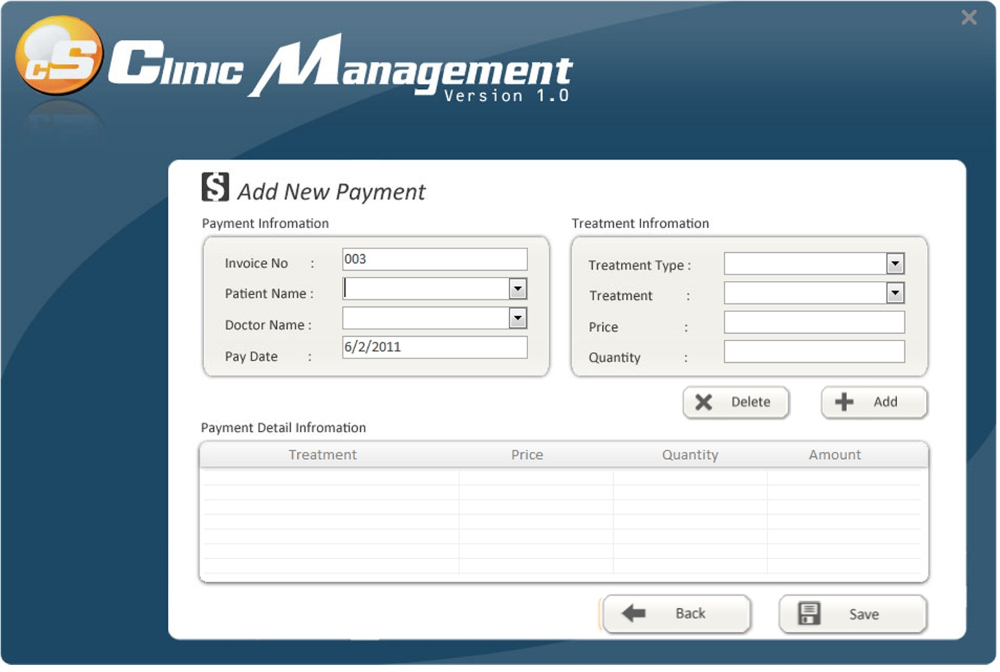 cS Clinic Management
Version 1.0
$ Add New Payment
Payment Infromation
Invoice No : 003
Patient Name :
Doctor Name :
Pay Date : 6/2/2011
Treatment Infromation
Treatment Type :
Treatment :
Price :
Quantity :
Delete Add
Payment Detail Infromation
Treatment Price Quantity Amount
Back Save